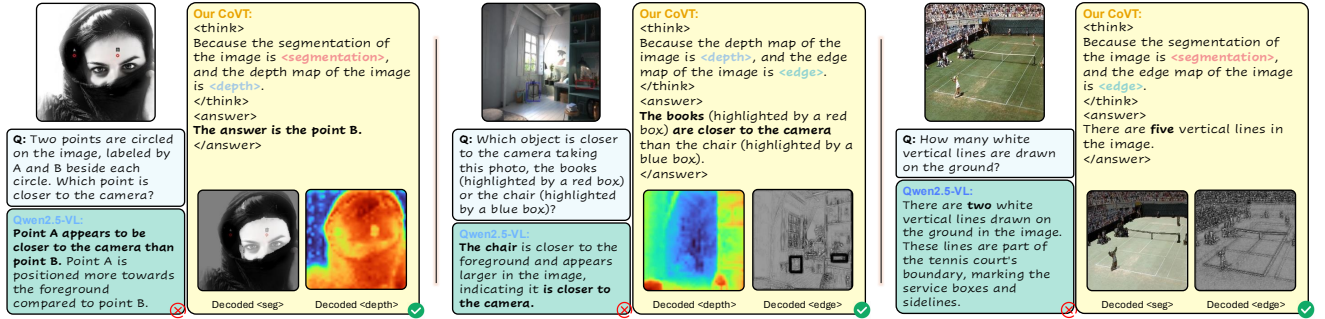 Q: Two points are circled
on the image, labeled by
A and B beside each
circle. Which point is
closer to the camera?
Qwen2.5-VL:
Point A appears to be
closer to the camera than
point B. Point A is
positioned more towards
the foreground
compared to point B.
Our CoVT:
<think>
Because the segmentation of
the image is <segmentation>,
and the depth map of the image
is <depth>.
</think>
<answer>
The answer is the point B.
</answer>
Decoded <seg>
Decoded <depth>
Q: Which object is closer
to the camera taking
this photo, the books
(highlighted by a red box)
or the chair (highlighted
by a blue box)?
Qwen2.5-VL:
The chair is closer to the
foreground and appears
larger in the image,
indicating it is closer to
the camera.
Our CoVT:
<think>
Because the depth map of the
image is <depth>, and the edge
map of the image is <edge>.
</think>
<answer>
The books (highlighted by a red
box) are closer to the camera
than the chair (highlighted by a
blue box).
</answer>
Decoded <depth>
Decoded <edge>
Q: How many white
vertical lines are drawn
on the ground?
Qwen2.5-VL:
There are two white
vertical lines drawn on
the ground in the image.
These lines are part of
the tennis court's
boundary, marking the
service boxes and
sidelines.
Our CoVT:
<think>
Because the segmentation of
the image is <segmentation>,
and the edge map of the image
is <edge>.
</think>
<answer>
There are five vertical lines in
the image.
</answer>
Decoded <seg>
Decoded <edge>